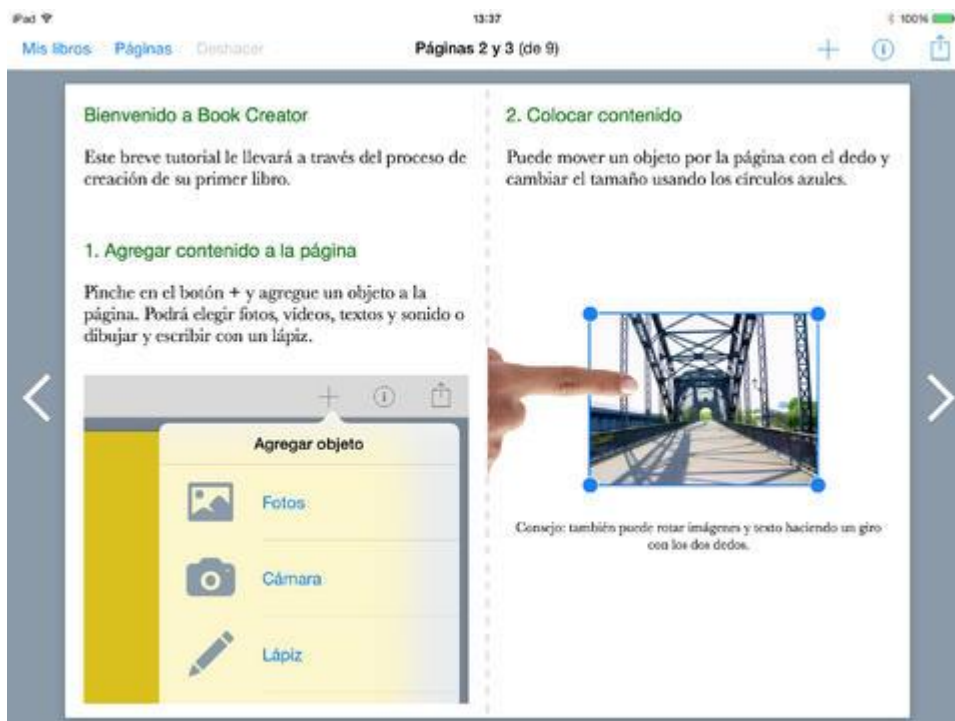 iPad
13:37
100%
Mis libros Páginas Deshacer
Páginas 2 y 3 (de 9)
Bienvenido a Book Creator
Este breve tutorial le llevará a través del proceso de
creación de su primer libro.
1. Agregar contenido a la página
Pinche en el botón + y agregue un objeto a la
página. Podrá elegir fotos, vídeos, textos y sonido o
dibujar y escribir con un lápiz.
Agregar objeto
Fotos
Cámara
Lápiz
2. Colocar contenido
Puede mover un objeto por la página con el dedo y
cambiar el tamaño usando los círculos azules.
Consejo: también puede rotar imágenes y texto haciendo un giro
con los dos dedos.